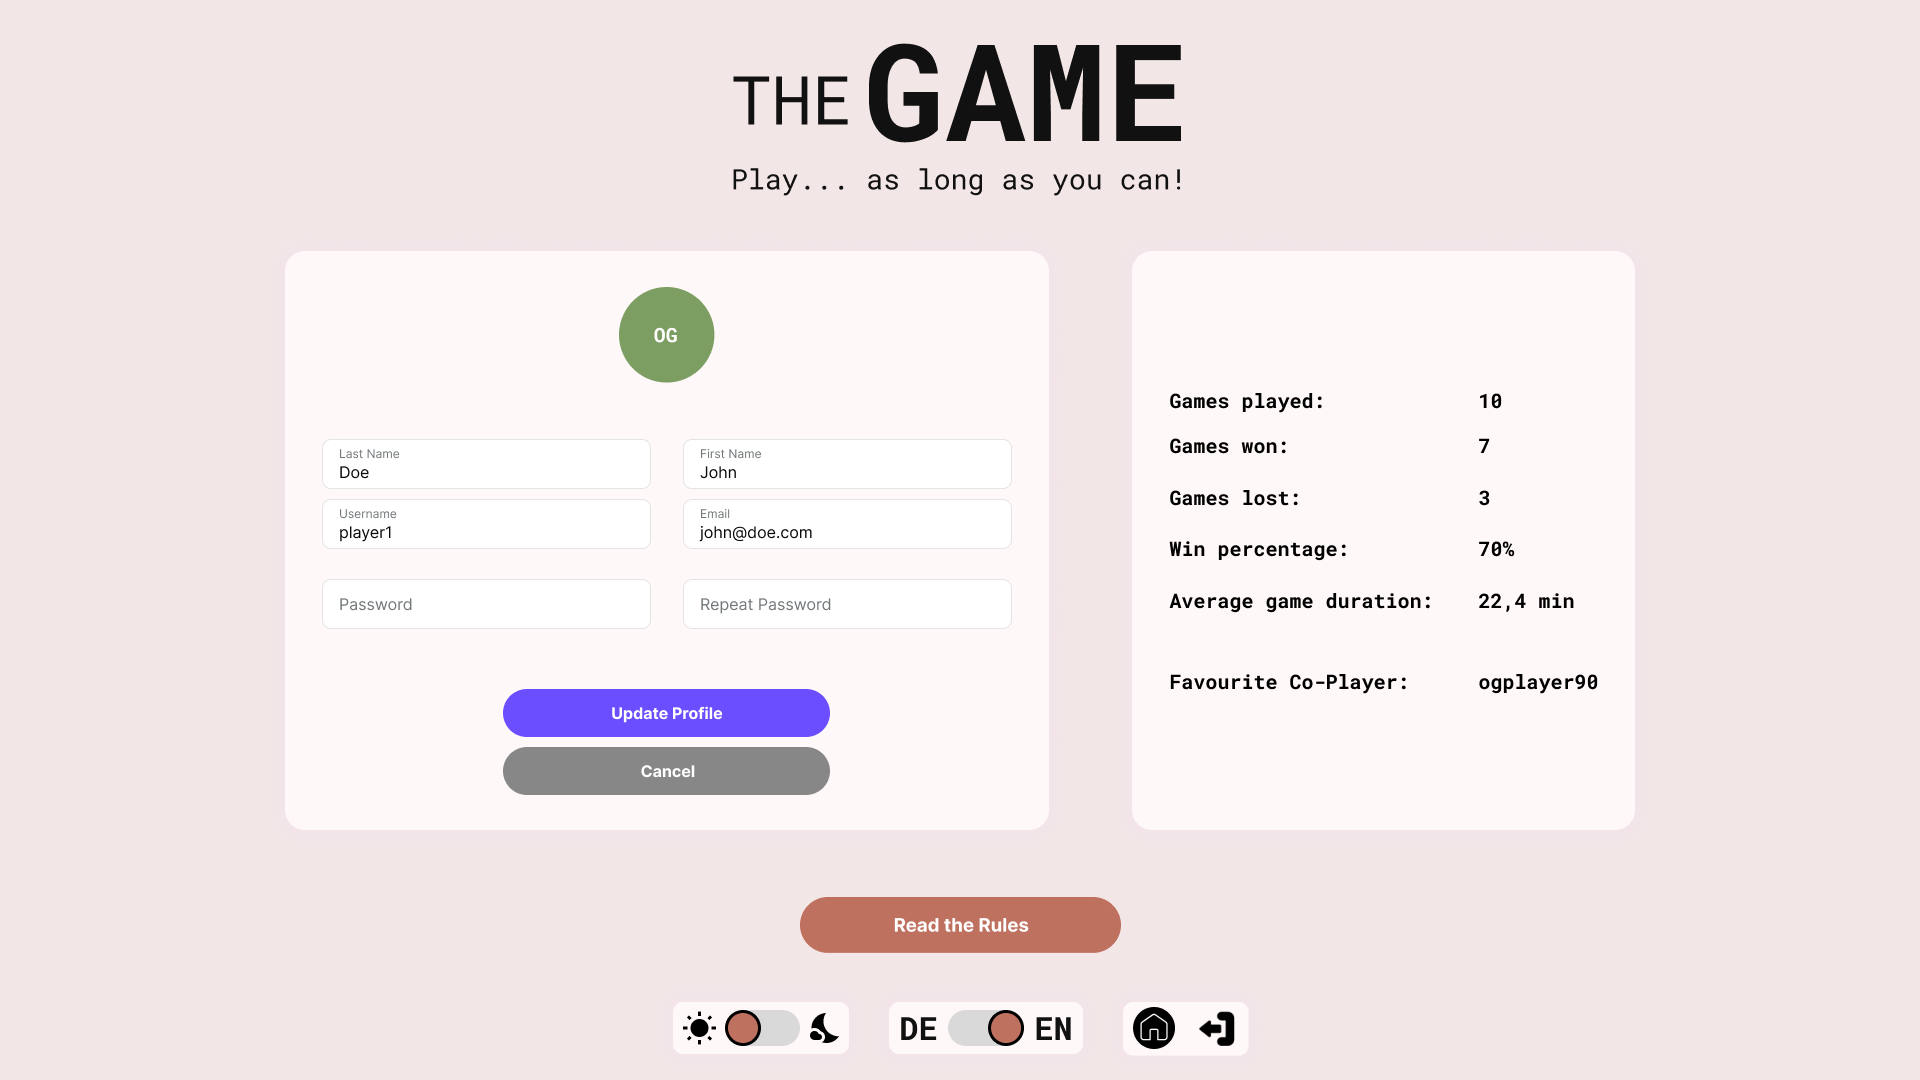 THE GAME
Play... as long as you can!
OG
Last Name
Doe
First Name
John
Username
player1
Email
john@doe.com
Password
Repeat Password
Update Profile
Cancel
Games played: 10
Games won: 7
Games lost: 3
Win percentage: 70%
Average game duration: 22,4 min
Favourite Co-Player: ogplayer90
Read the Rules
DE EN